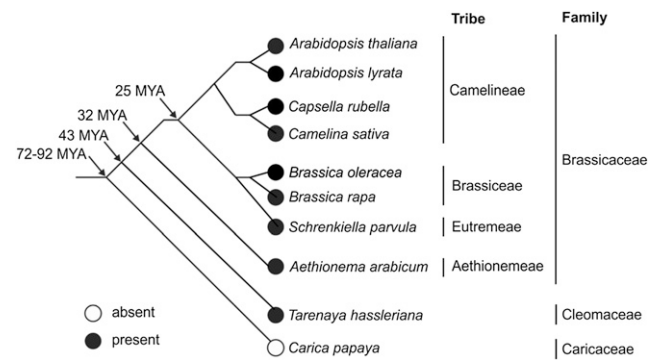 Tribe Family
Arabidopsis thaliana
Arabidopsis lyrata
Camelineae
25 MYA
Capsella rubella
32 MYA
Camelina sativa
43 MYA
72-92 MYA
Brassicaceae
Brassica oleracea
Brassiceae
Brassica rapa
Schrenkiella parvula Eutremeae
Aethionema arabicum Aethionemeae
absent
Tarenaya hassleriana Cleomaceae
present
Carica papaya Caricaceae